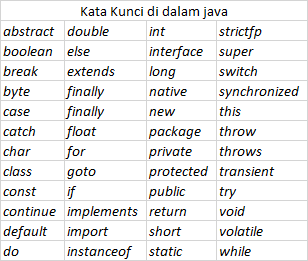 Kata Kunci di dalam java
abstract double int strictfp
boolean else interface super
break extends long switch
byte finally native synchronized
case finally new this
catch float package throw
char for private throws
class goto protected transient
const if public try
continue implements return void
default import short volatile
do instanceof static while